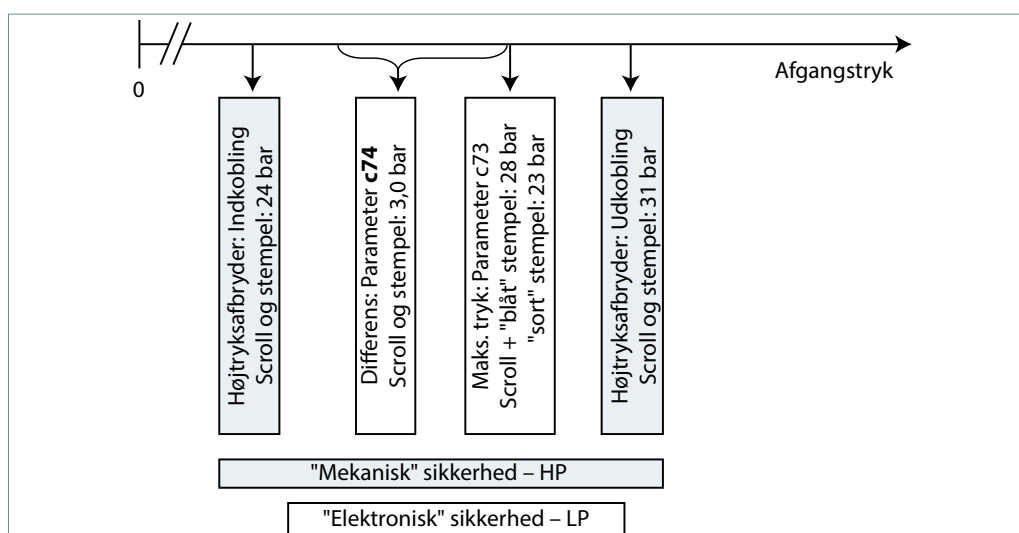 0
Afgangstryk
Højtryksafbryder: Indkobling
Scroll og stempel: 24 bar
Differens: Parameter c74
Scroll og stempel: 3,0 bar
Maks. tryk: Parameter c73
Scroll + "blåt" stempel: 28 bar
"sort" stempel: 23 bar
Højtryksafbryder: Udkobling
Scroll og stempel: 31 bar
"Mekanisk" sikkerhed – HP
"Elektronisk" sikkerhed – LP